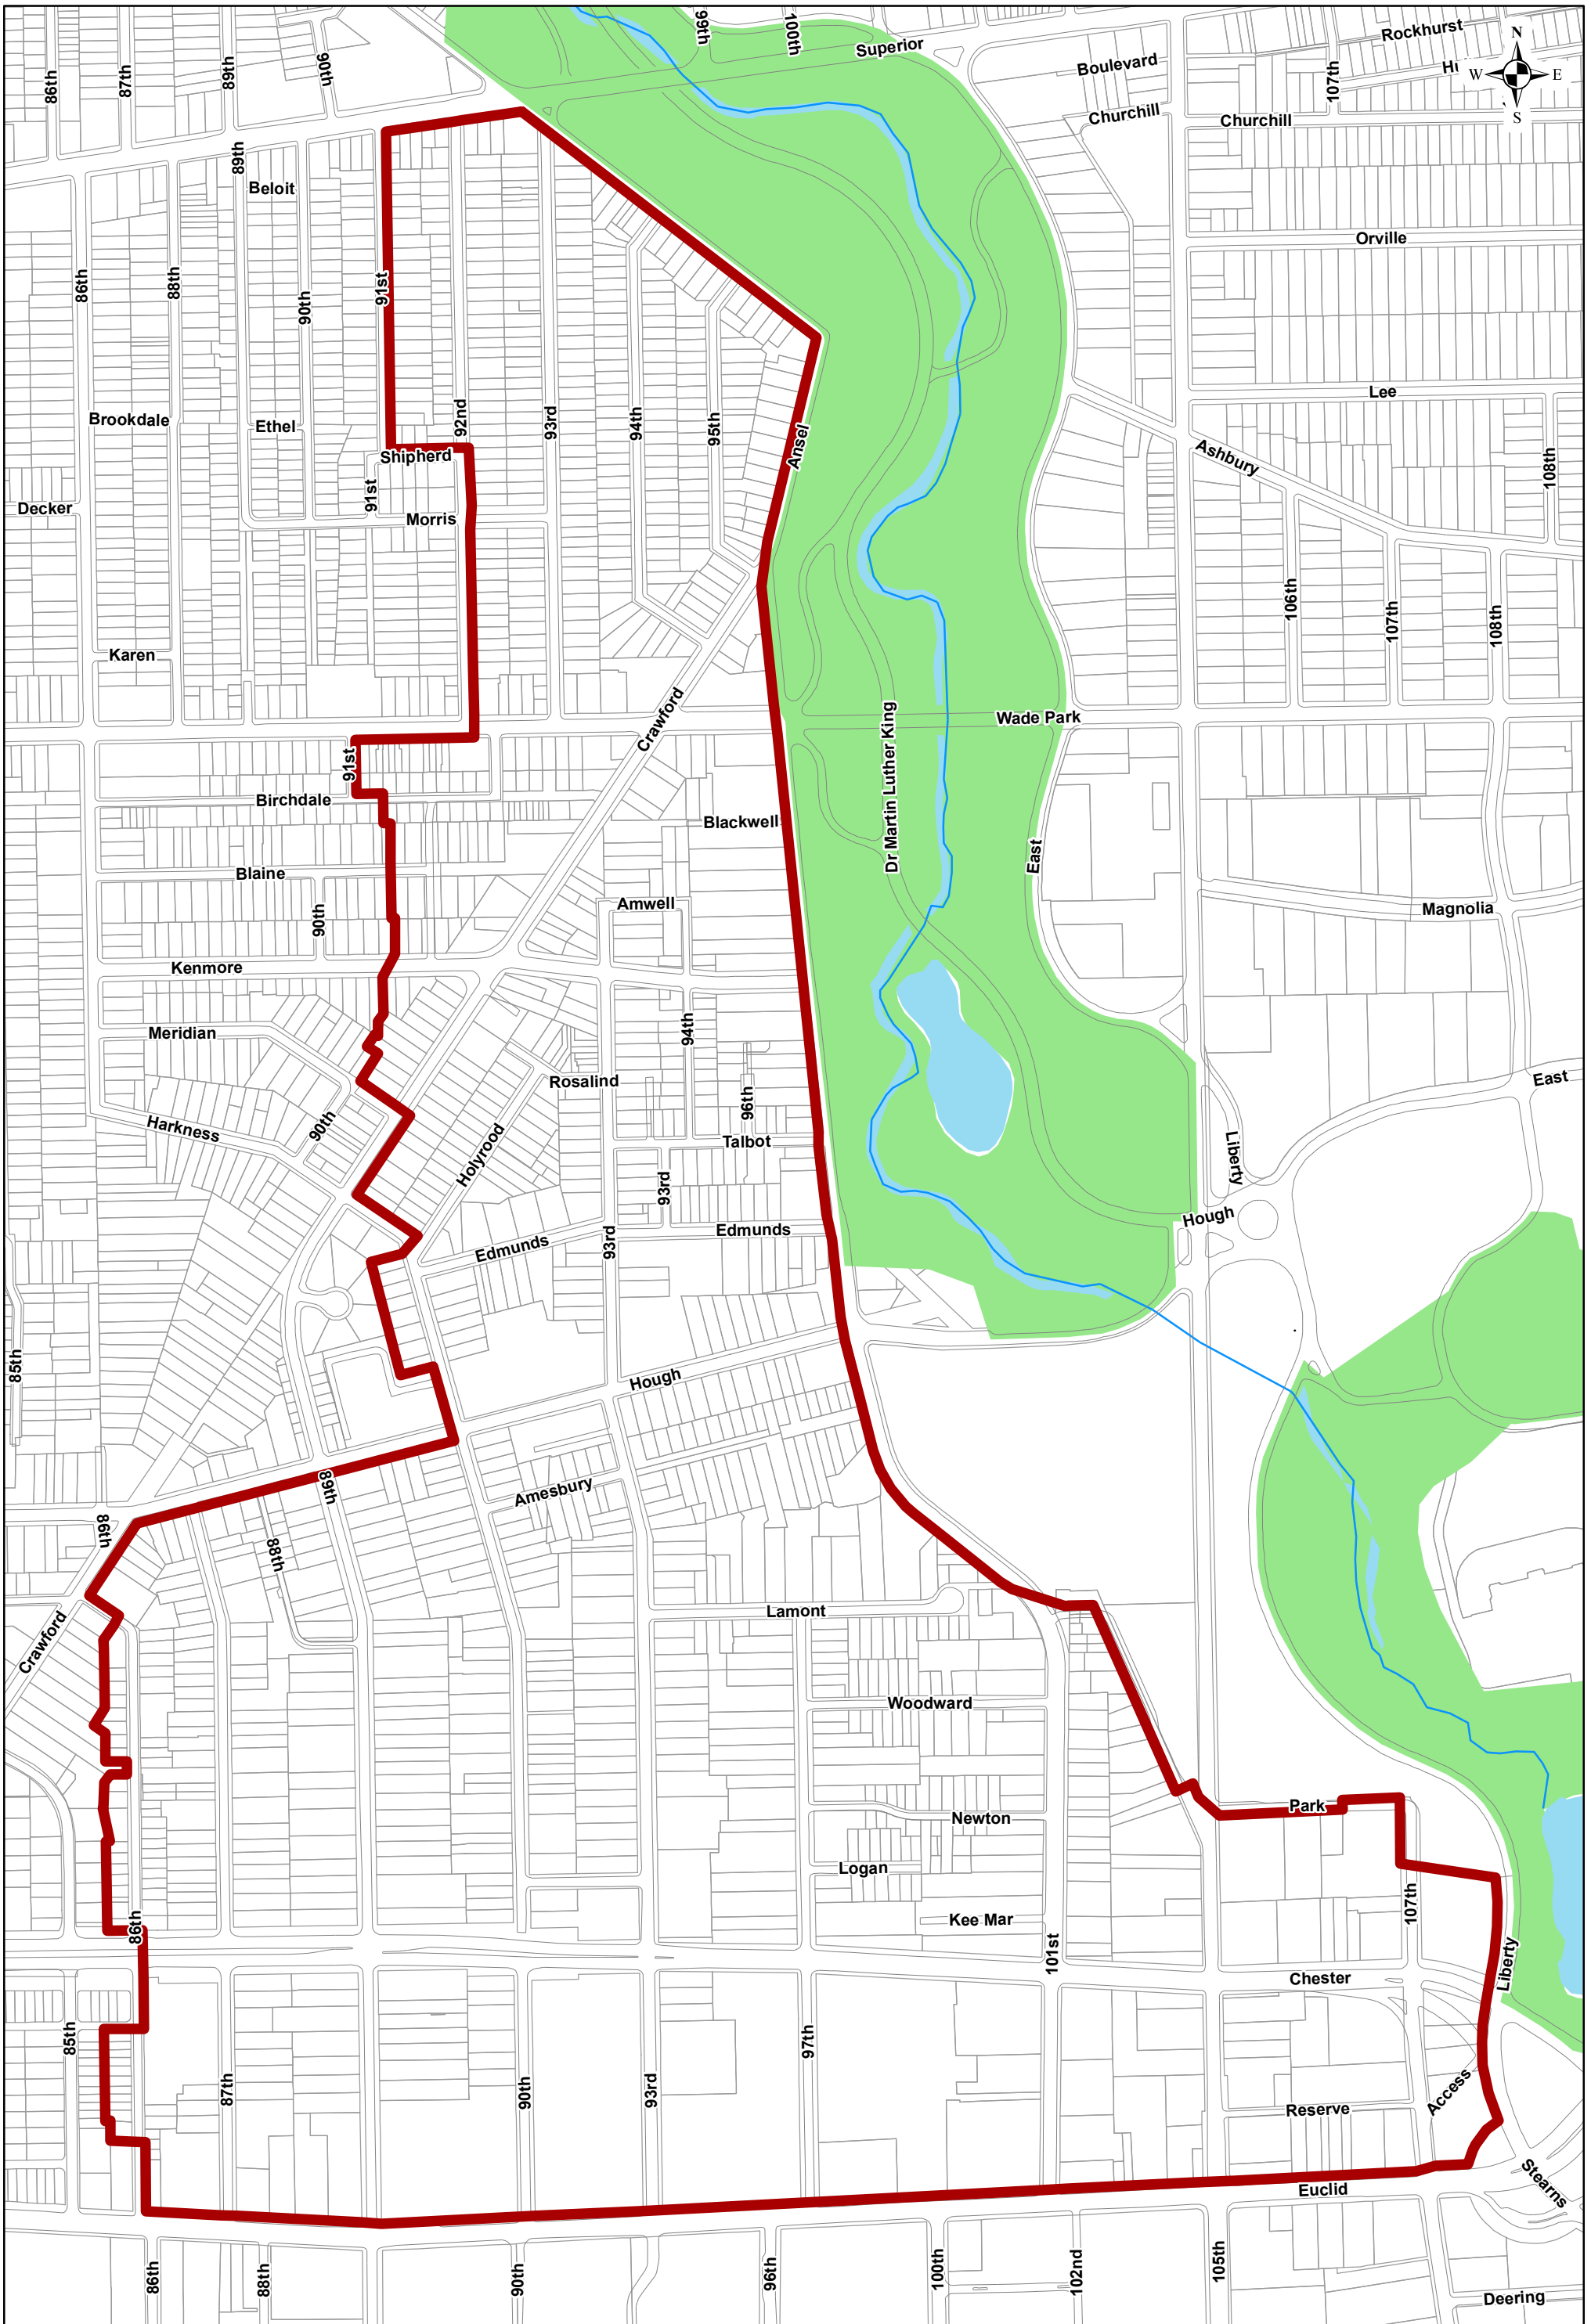 99th
100th
Superior
Rockhurst
N
86th
87th
89th
90th
Boulevard
107th
W
E
S
Churchill
Churchill
89th
Beloit
Orville
86th
88th
90th
91st
Lee
Brookdale
Ethel
92nd
93rd
94th
95th
Ansel
Shipherd
Ashbury
108th
Decker
91st
Morris
106th
107th
108th
Karen
Crawford
Wade Park
91st
Dr Martin Luther King
Birchdale
Blackwell
East
Blaine
90th
Amwell
Magnolia
Kenmore
Meridian
94th
Rosalind
96th
East
Harkness
90th
Holyrood
Talbot
Liberty
93rd
Hough
Edmunds
93rd
Edmunds
85th
Hough
89th
Amesbury
86th
88th
Crawford
Lamont
Woodward
Park
Newton
Logan
107th
86th
Kee Mar
101st
Liberty
Chester
85th
87th
90th
93rd
97th
Access
Reserve
Stearns
Euclid
86th
88th
90th
96th
100th
102nd
105th
Deering